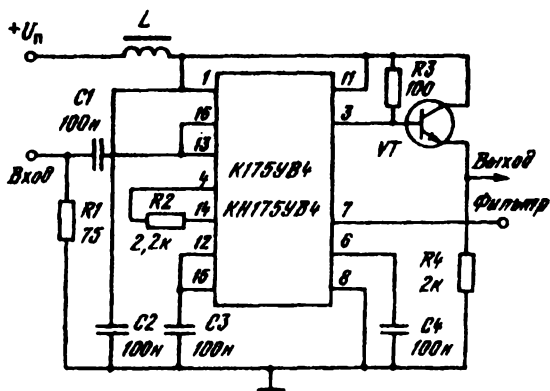 +Uп
L
C1
100н
Вход
R1
75
1
16
13
4
R2
14
2,2к
12
15
К175УВ4
КН175УВ4
11
3
7
6
8
R3
100
VT
Выход
Фильтр
R4
2к
C2
100н
C3
100н
C4
100н